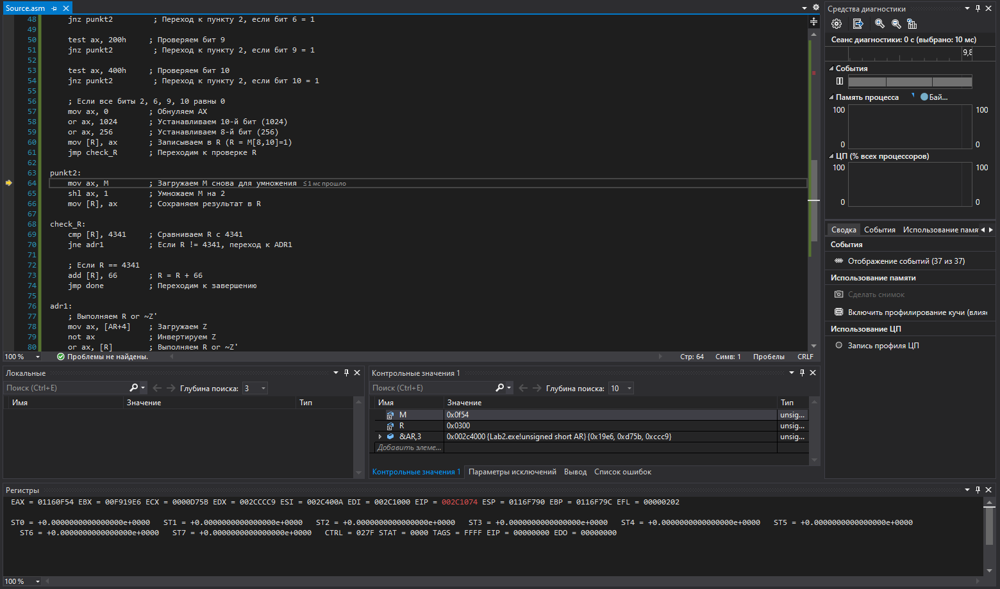 Source.asm
48 jnz punkt2 ; Переход к пункту 2, если бит 6 = 1
49
50 test ax, 200h ; Проверяем бит 9
51 jnz punkt2 ; Переход к пункту 2, если бит 9 = 1
52
53 test ax, 400h ; Проверяем бит 10
54 jnz punkt2 ; Переход к пункту 2, если бит 10 = 1
55
56 ; Если все биты 2, 6, 9, 10 равны 0
57 mov ax, 0 ; Обнуляем AX
58 or ax, 1024 ; Устанавливаем 10-й бит (1024)
59 or ax, 256 ; Устанавливаем 8-й бит (256)
60 mov [R], ax ; Записываем в R (R = M[8,10]=1)
61 jmp check_R ; Переходим к проверке R
62
63 punkt2:
64 mov ax, M ; Загружаем M снова для умножения ≤1 мс прошло
65 shl ax, 1 ; Умножаем M на 2
66 mov [R], ax ; Сохраняем результат в R
67
68 check_R:
69 cmp [R], 4341 ; Сравниваем R с 4341
70 jne adr1 ; Если R != 4341, переход к ADR1
71
72 ; Если R == 4341
73 add [R], 66 ; R = R + 66
74 jmp done ; Переходим к завершению
75
76 adr1:
77 ; Выполняем R or ~Z'
78 mov ax, [AR+4] ; Загружаем Z
79 not ax ; Инвертируем Z
80 or ax, [R] ; Выполняем R or ~Z'
100 % Проблемы не найдены. Стр: 64 Симв: 1 Пробелы CRLF
Локальные
Поиск (Ctrl+E) Глубина поиска: 3
Имя Значение Тип
Контрольные значения 1
Поиск (Ctrl+E) Глубина поиска: 10
Имя Значение Тип
M 0x0f54 unsig...
R 0x0300 unsig...
&AR,3 0x002c4000 {Lab2.exe!unsigned short AR} {0x19e6, 0xd75b, 0xccc9} unsig...
Добавить элеме...
Контрольные значения 1 Параметры исключений Вывод Список ошибок
Регистры
EAX = 01160F54 EBX = 00F919E6 ECX = 0000D75B EDX = 002CCCC9 ESI = 002C400A EDI = 002C1000 EIP = 002C1074 ESP = 0116F790 EBP = 0116F79C EFL = 00000202
ST0 = +0.0000000000000000e+0000 ST1 = +0.0000000000000000e+0000 ST2 = +0.0000000000000000e+0000 ST3 = +0.0000000000000000e+0000 ST4 = +0.0000000000000000e+0000 ST5 = +0.0000000000000000e+0000
ST6 = +0.0000000000000000e+0000 ST7 = +0.0000000000000000e+0000 CTRL = 027F STAT = 0000 TAGS = FFFF EIP = 00000000 EDO = 00000000
100 %
Средства диагностики
Сеанс диагностики: 0 с (выбрано: 10 мс)
9,8
События
Память процесса Бай...
100 100
0 0
ЦП (% всех процессоров)
100 100
0 0
Сводка События Использование памя
События
Отображение событий (37 из 37)
Использование памяти
Сделать снимок
Включить профилирование кучи (влияе
Использование ЦП
Запись профиля ЦП